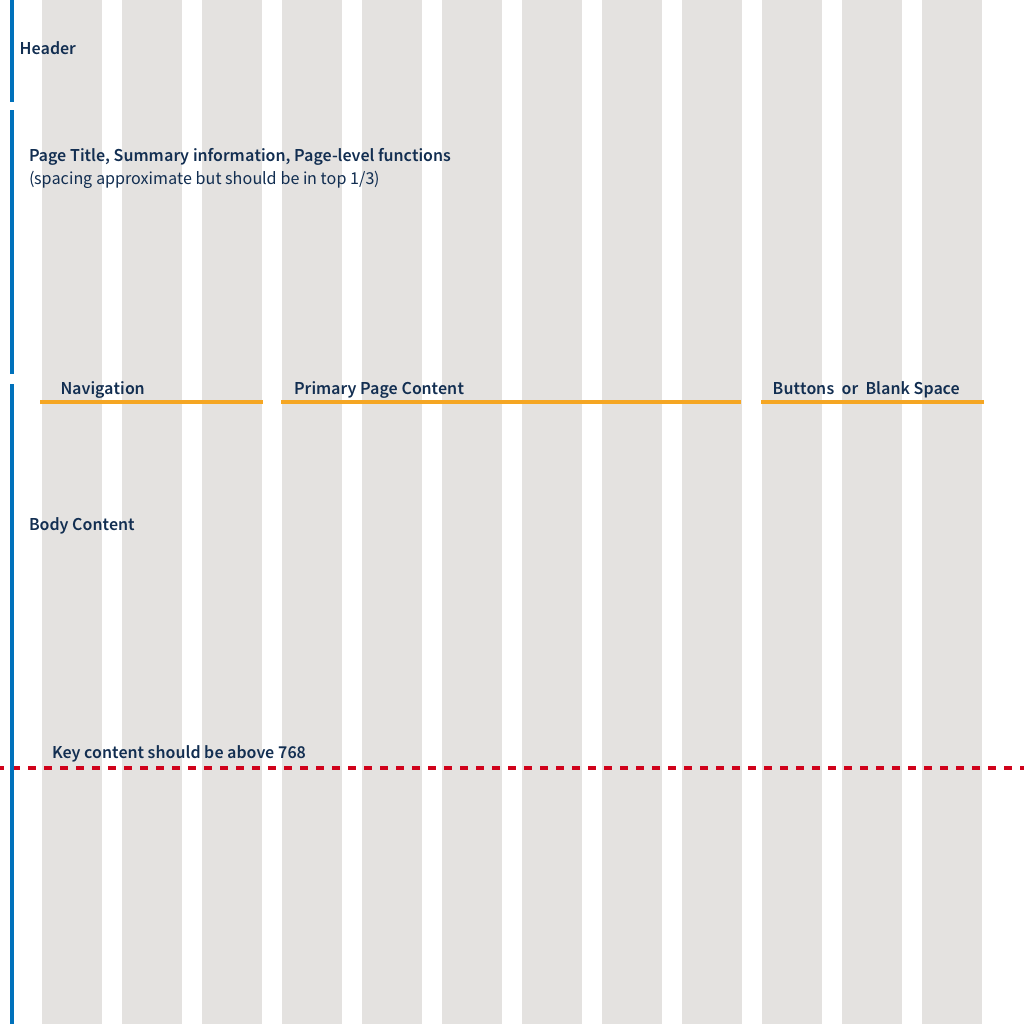 Header
Page Title, Summary information, Page-level functions
(spacing approximate but should be in top 1/3)
Navigation
Primary Page Content
Buttons or Blank Space
Body Content
Key content should be above 768